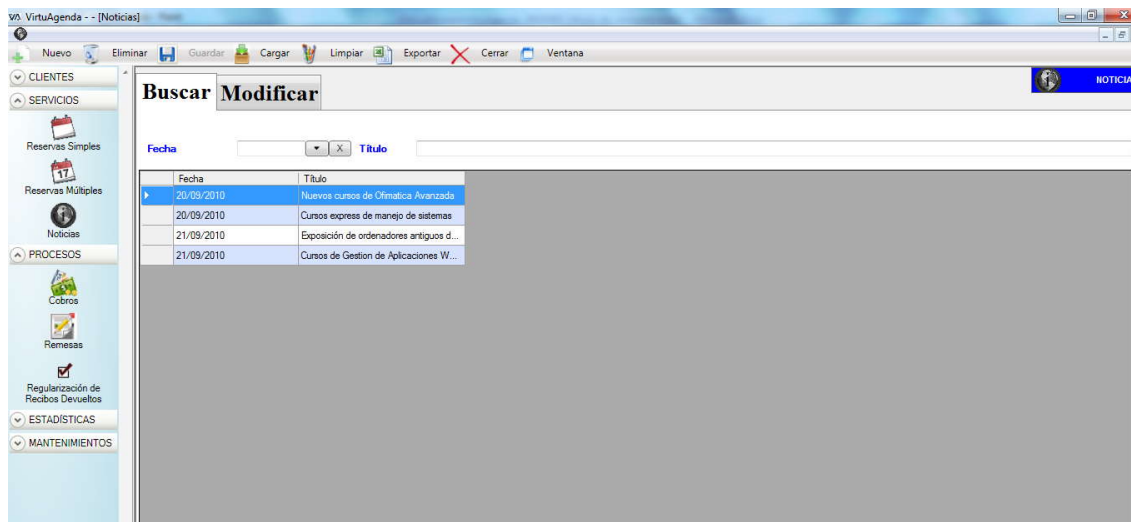 VirtuAgenda - - [Noticias]
Nuevo Eliminar Guardar Cargar Limpiar Exportar Cerrar Ventana
CLIENTES
SERVICIOS
Reservas Simples
17
Reservas Múltiples
Noticias
PROCESOS
Cobros
Remesas
Regularización de
Recibos Devueltos
ESTADÍSTICAS
MANTENIMIENTOS
Buscar Modificar
NOTICIA
Fecha X Título
Fecha Título
20/09/2010 Nuevos cursos de Ofimatica Avanzada
20/09/2010 Cursos express de manejo de sistemas
21/09/2010 Exposición de ordenadores antiguos d...
21/09/2010 Cursos de Gestion de Aplicaciones W...